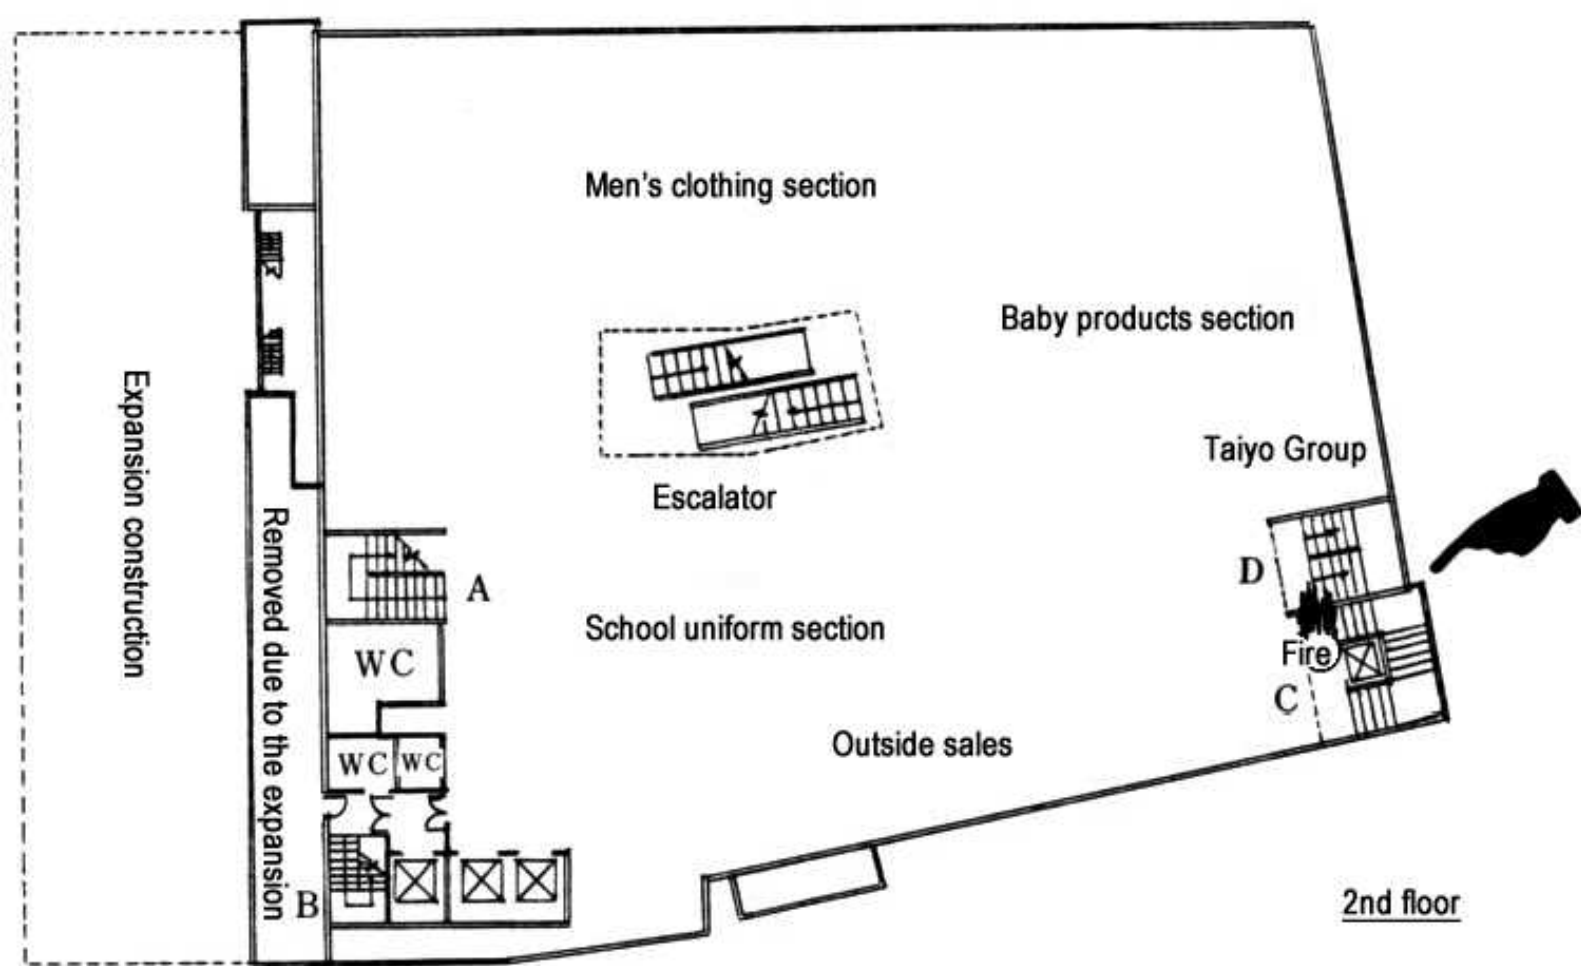 Men's clothing section
Baby products section
Expansion construction
Escalator
Taiyo Group
Removed due to the expansion
A
D
School uniform section
WC
Fire
C
WC
WC
Outside sales
B
2nd floor